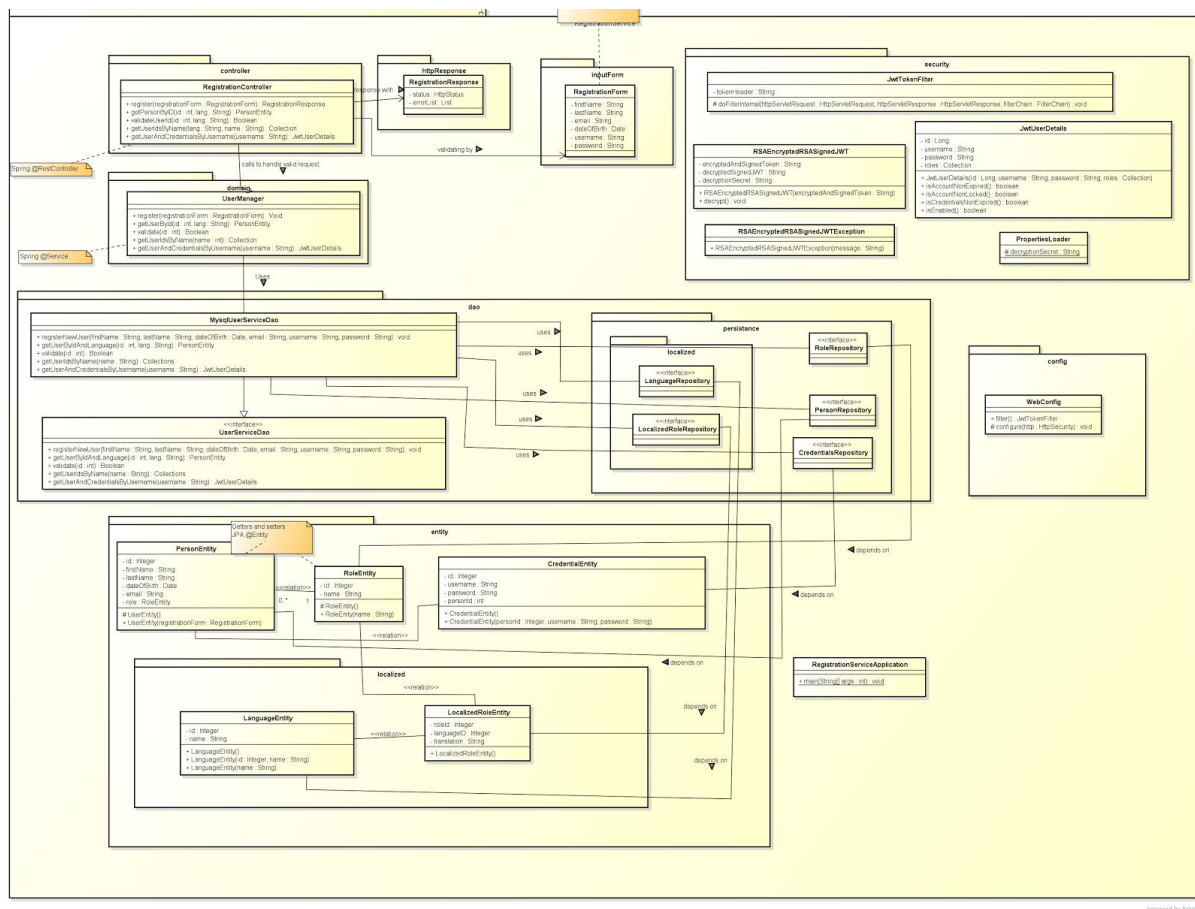 RegistrationService
controller
RegistrationController
+ register(registrationForm : RegistrationForm) : RegistrationResponse
+ getPersonByID(id : int, lang : String) : PersonEntity
+ validateUserId(id : int) : Boolean
+ getUserIdsByName(lang : String, name : String) : Collection
+ getUserAndCredentialsByUsername(username : String) : JwtUserDetails
httpResponse
RegistrationResponse
- status : HttpStatus
- errorList : List
response with
inputForm
RegistrationForm
- firstName : String
- lastName : String
- email : String
- dateOfBirth : Date
- username : String
- password : String
validating by
security
JwtTokenFilter
- tokenHeader : String
# doFilterInternal(httpServletRequest : HttpServletRequest, httpServletResponse : HttpServletResponse, filterChain : FilterChain) : void
RSAEncryptedRSASignedJWT
- encryptedAndSignedToken : String
- decryptedSignedJWT : String
- decryptionSecret : String
+ RSAEncryptedRSASignedJWT(encryptedAndSignedToken : String)
+ decrypt() : void
JwtUserDetails
- id : Long
- username : String
- password : String
- roles : Collection
+ JwtUserDetails(id : Long, username : String, password : String, roles : Collection)
+ isAccountNonExpired() : boolean
+ isAccountNonLocked() : boolean
+ isCredentialsNonExpired() : boolean
+ isEnabled() : boolean
RSAEncryptedRSASignedJWTException
+ RSAEncryptedRSASignedJWTException(message : String)
PropertiesLoader
# decryptionSecret : String
Spring @RestController
calls to handle valid request
domain
UserManager
+ register(registrationForm : RegistrationForm) : Void
+ getUserById(id : int, lang : String) : PersonEntity
+ validate(id : int) : Boolean
+ getUserIdsByName(name : int) : Collection
+ getUserAndCredentialsByUsername(username : String) : JwtUserDetails
Spring @Service
Uses
dao
MysqlUserServiceDao
+ registerNewUser(firstName : String, lastName : String, dateOfBirth : Date, email : String, username : String, password : String) : void
+ getUserByIdAndLanguage(id : int, lang : String) : PersonEntity
+ validate(id : int) : Boolean
+ getUserIdsByName(name : String) : Collections
+ getUserAndCredentialsByUsername(username : String) : JwtUserDetails
uses
uses
uses
uses
uses
persistance
localized
<<interface>>
LanguageRepository
<<interface>>
LocalizedRoleRepository
<<interface>>
RoleRepository
<<interface>>
PersonRepository
<<interface>>
CredentialsRepository
<<interface>>
UserServiceDao
+ registerNewUser(firstName : String, lastName : String, dateOfBirth : Date, email : String, username : String, password : String) : void
+ getUserByIdAndLanguage(id : int, lang : String) : PersonEntity
+ validate(id : int) : Boolean
+ getUserIdsByName(name : String) : Collections
+ getUserAndCredentialsByUsername(username : String) : JwtUserDetails
config
WebConfig
+ filter() : JwtTokenFilter
# configure(http : HttpSecurity) : void
entity
Getters and setters
JPA @Entity
PersonEntity
- id : Integer
- firstName : String
- lastName : String
- dateOfBirth : Date
- email : String
- role : RoleEntity
# UserEntity()
+ UserEntity(registrationForm : RegistrationForm)
<<relation>>
0..*
1
RoleEntity
- id : Integer
- name : String
# RoleEntity()
+ RoleEntity(name : String)
CredentialEntity
- id : Integer
- username : String
- password : String
- personId : int
+ CredentialEntity()
+ CredentialEntity(personId : Integer, username : String, password : String)
<<relation>>
depends on
depends on
depends on
depends on
depends on
RegistrationServiceApplication
+ main(String[] args : int) : void
localized
<<relation>>
LanguageEntity
- id : Integer
- name : String
+ LanguageEntity()
+ LanguageEntity(id : Integer, name : String)
+ LanguageEntity(name : String)
<<relation>>
LocalizedRoleEntity
- roleId : Integer
- languageID : Integer
- translation : String
+ LocalizedRoleEntity()